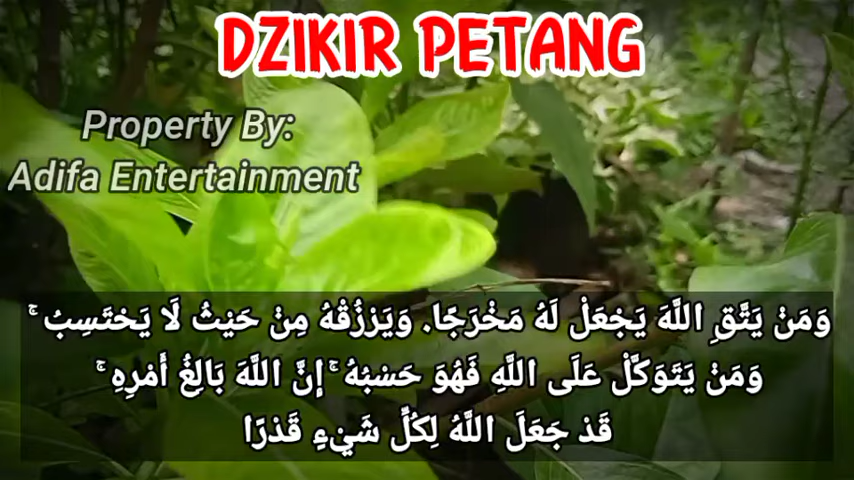 DZIKIR PETANG
Property By:
Adifa Entertainment
وَمَنْ يَتَّقِ اللَّهَ يَجْعَلْ لَهُ مَخْرَجًا. وَيَرْزُقْهُ مِنْ حَيْثُ لَا يَحْتَسِبُ ۚ
وَمَنْ يَتَوَكَّلْ عَلَى اللَّهِ فَهُوَ حَسْبُهُ ۚ إِنَّ اللَّهَ بَالِغُ أَمْرِهِ ۚ
قَدْ جَعَلَ اللَّهُ لِكُلِّ شَيْءٍ قَدْرًا